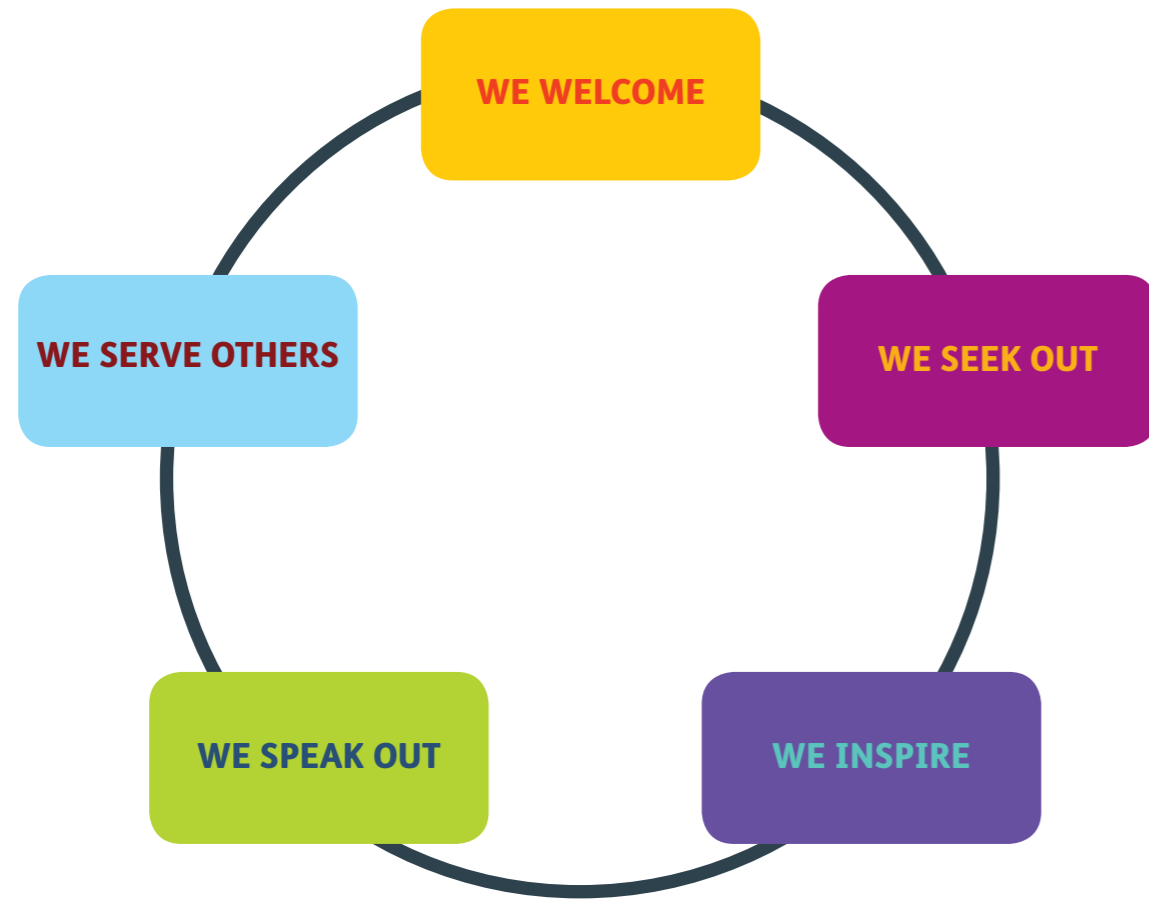 WE WELCOME
WE SERVE OTHERS
WE SEEK OUT
WE SPEAK OUT
WE INSPIRE